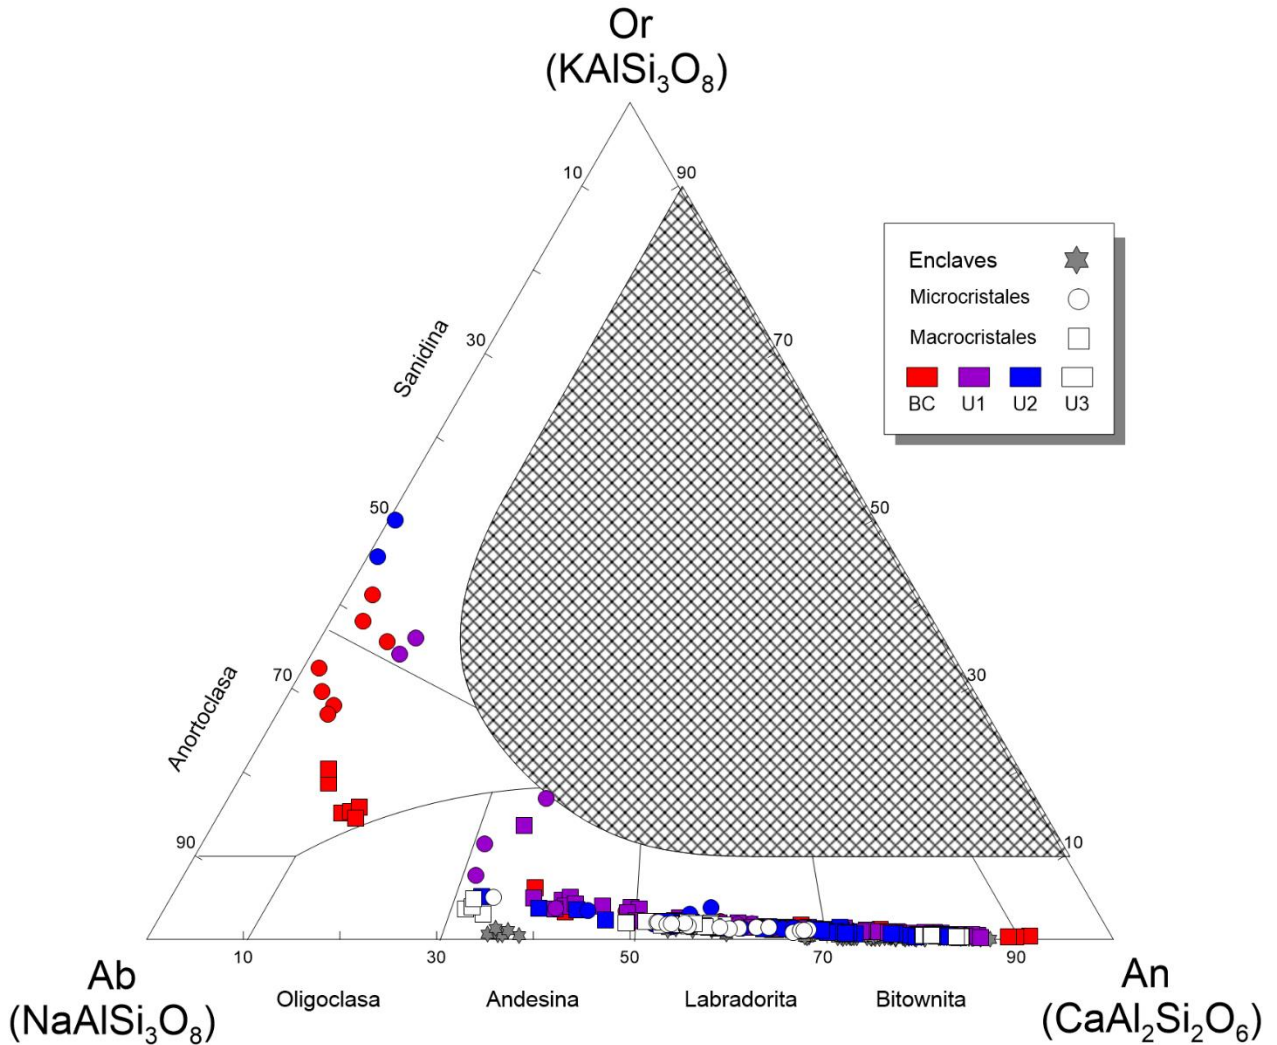 Or
(KAlSi3O8)
10
90
Enclaves
Microcristales
Macrocristales
BC U1 U2 U3
30
70
Sanidina
50
50
70
30
Anortoclasa
90
10
10 30 50 70 90
Ab
(NaAlSi3O8)
Oligoclasa Andesina Labradorita Bitownita
An
(CaAl2Si2O6)